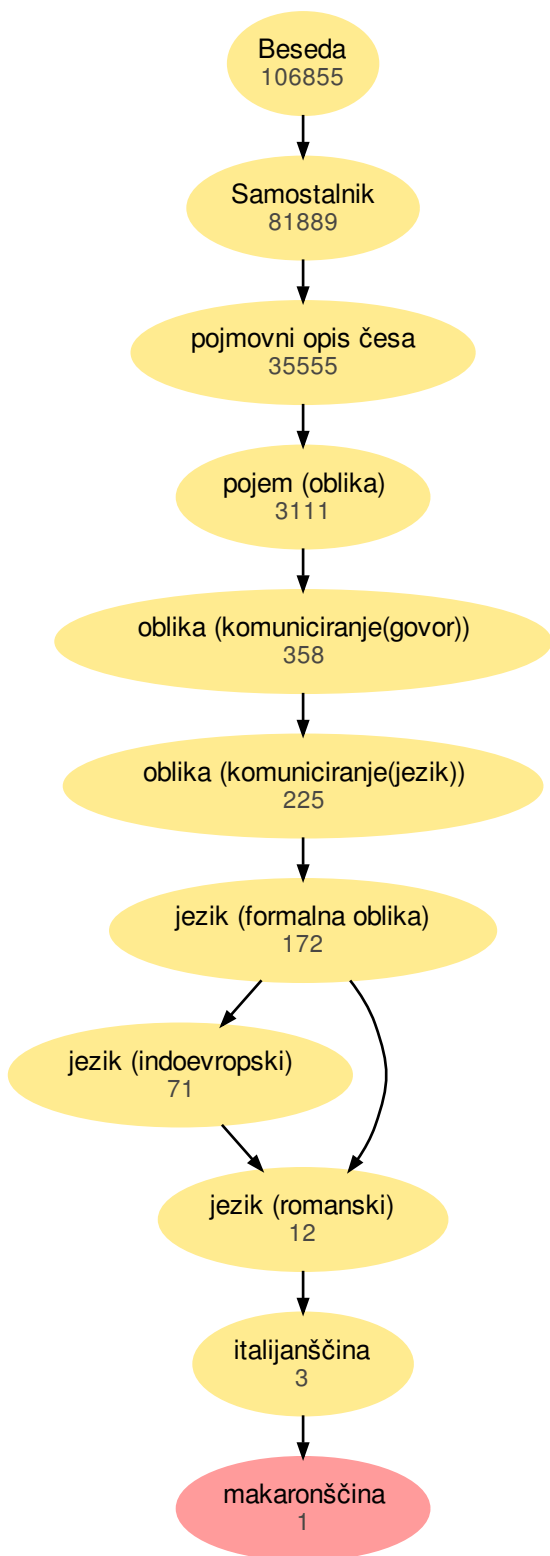 Beseda
106855
Samostalnik
81889
pojmovni opis česa
35555
pojem (oblika)
3111
oblika (komuniciranje(govor))
358
oblika (komuniciranje(jezik))
225
jezik (formalna oblika)
172
jezik (indoevropski)
71
jezik (romanski)
12
italijanščina
3
makaronščina
1